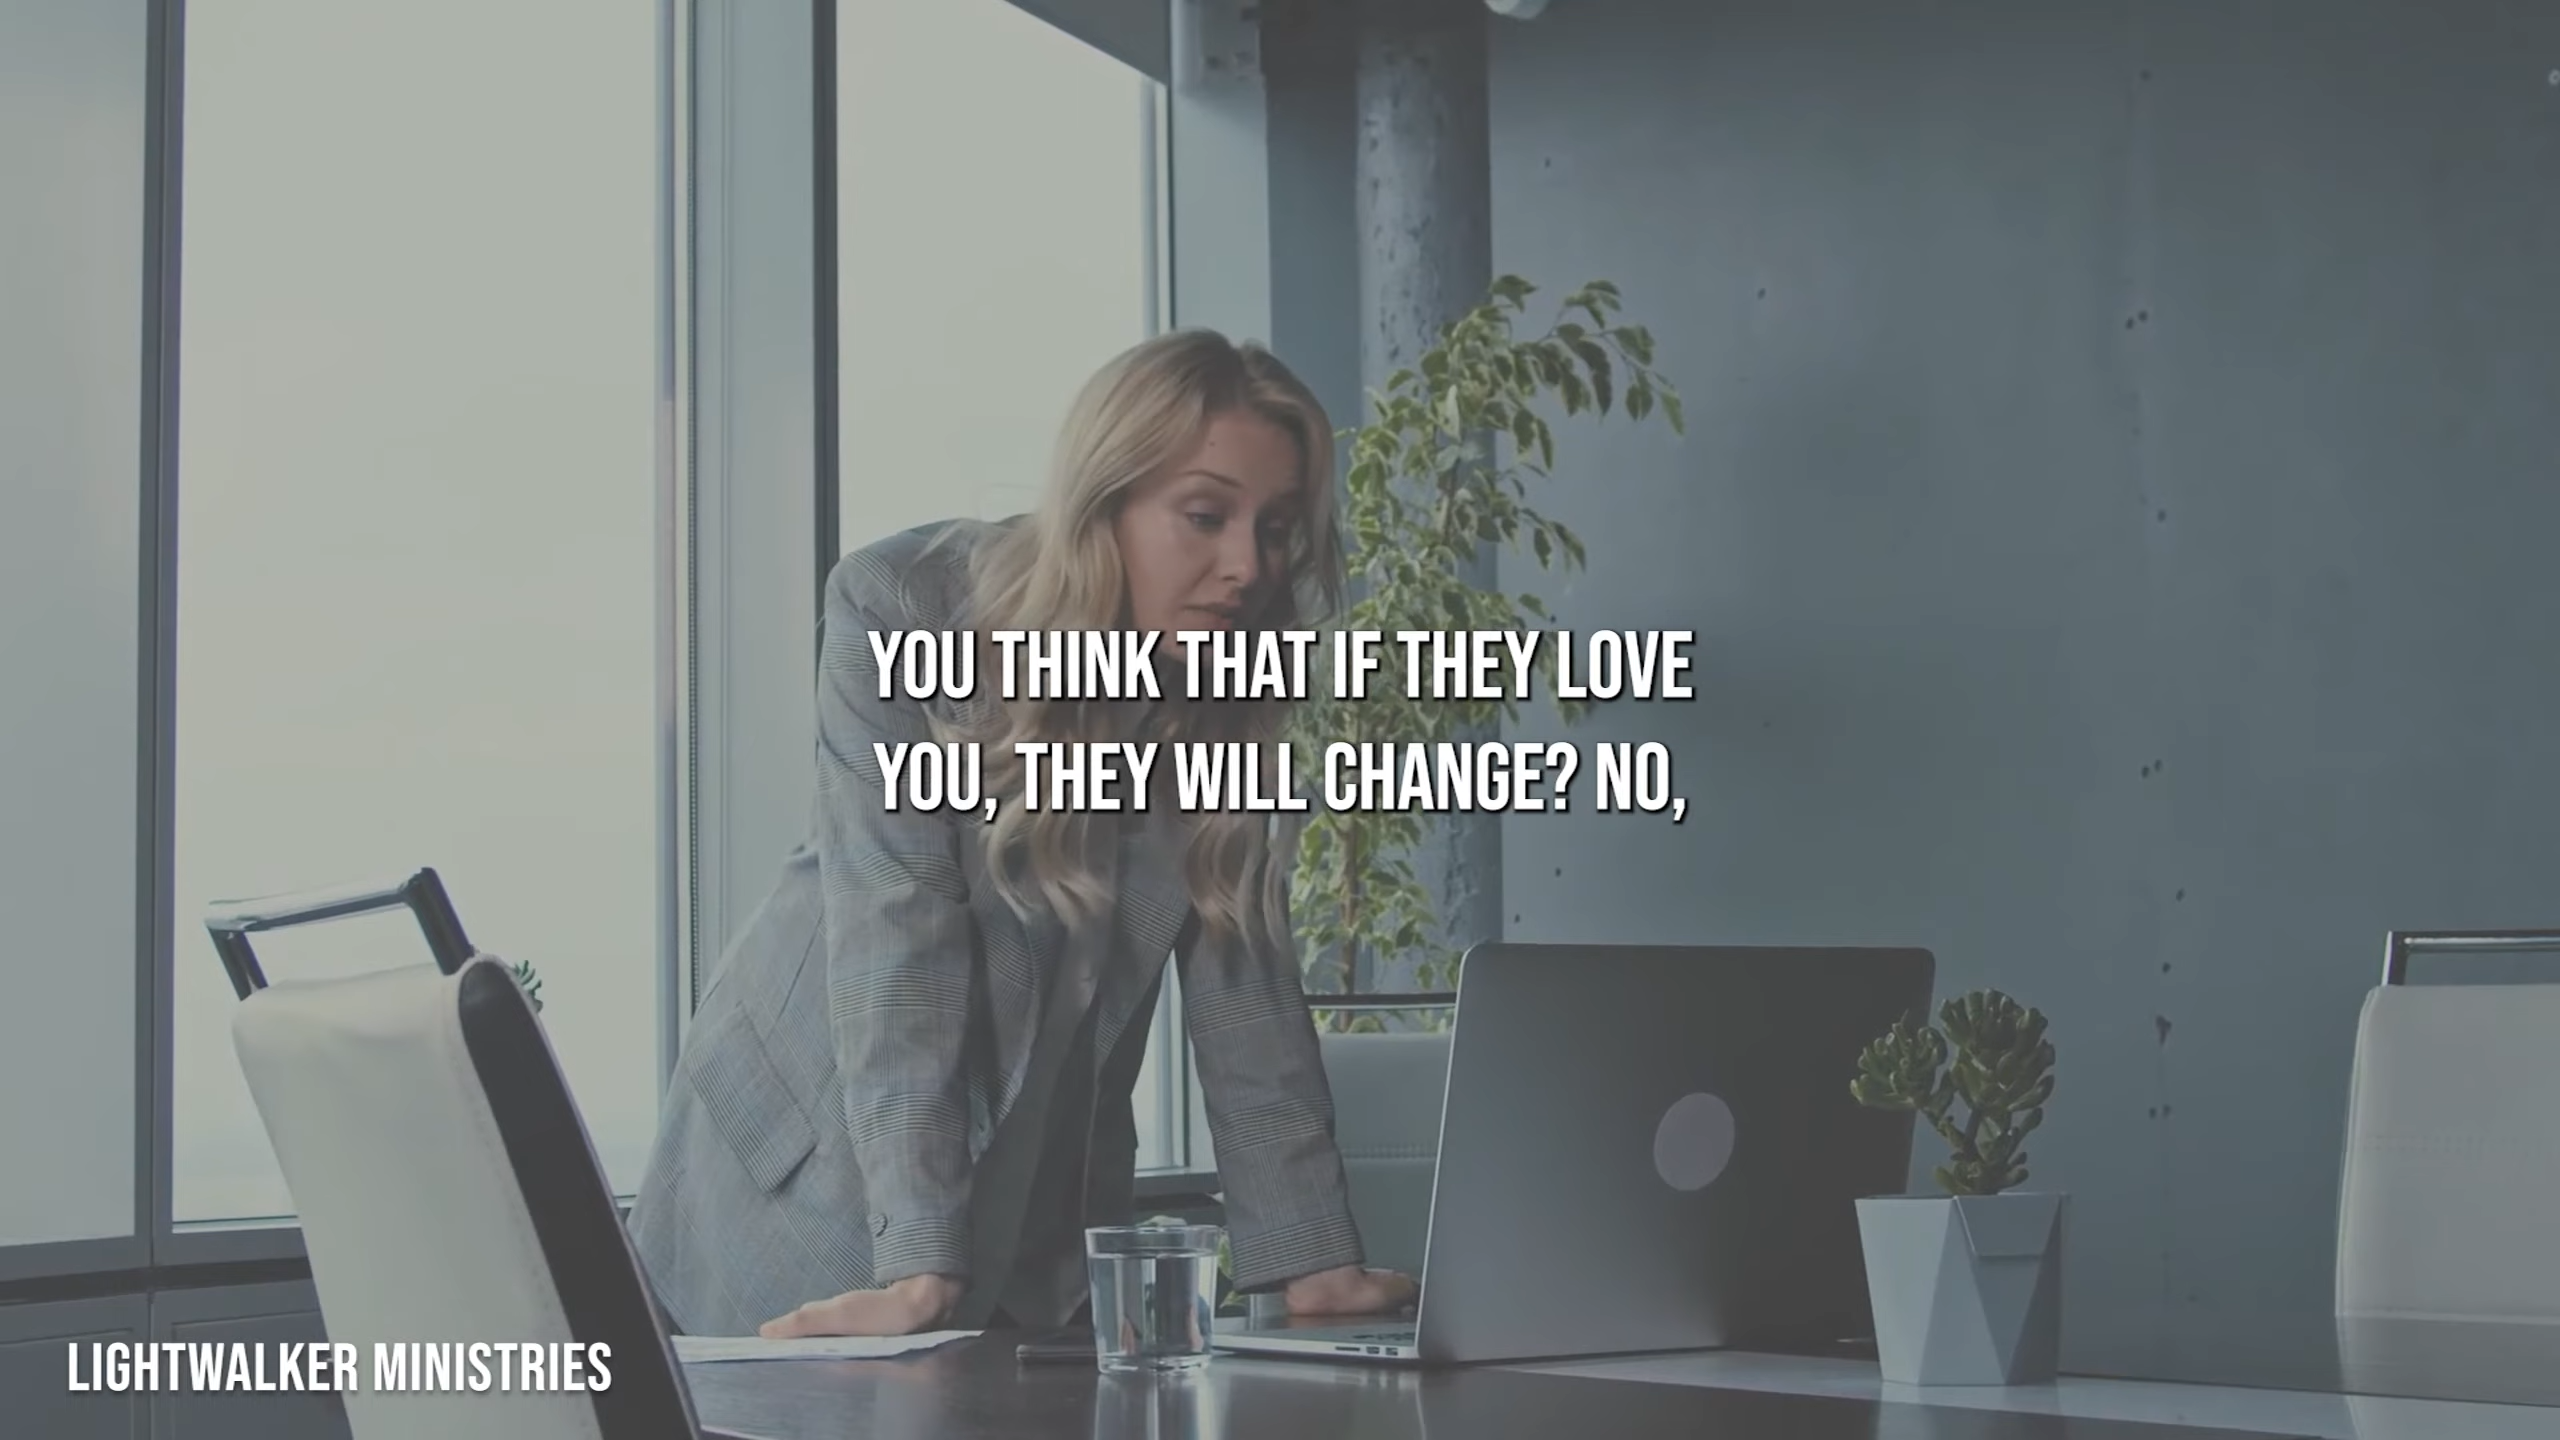 YOU THINK THAT IF THEY LOVE
YOU, THEY WILL CHANGE? NO,
LIGHTWALKER MINISTRIES